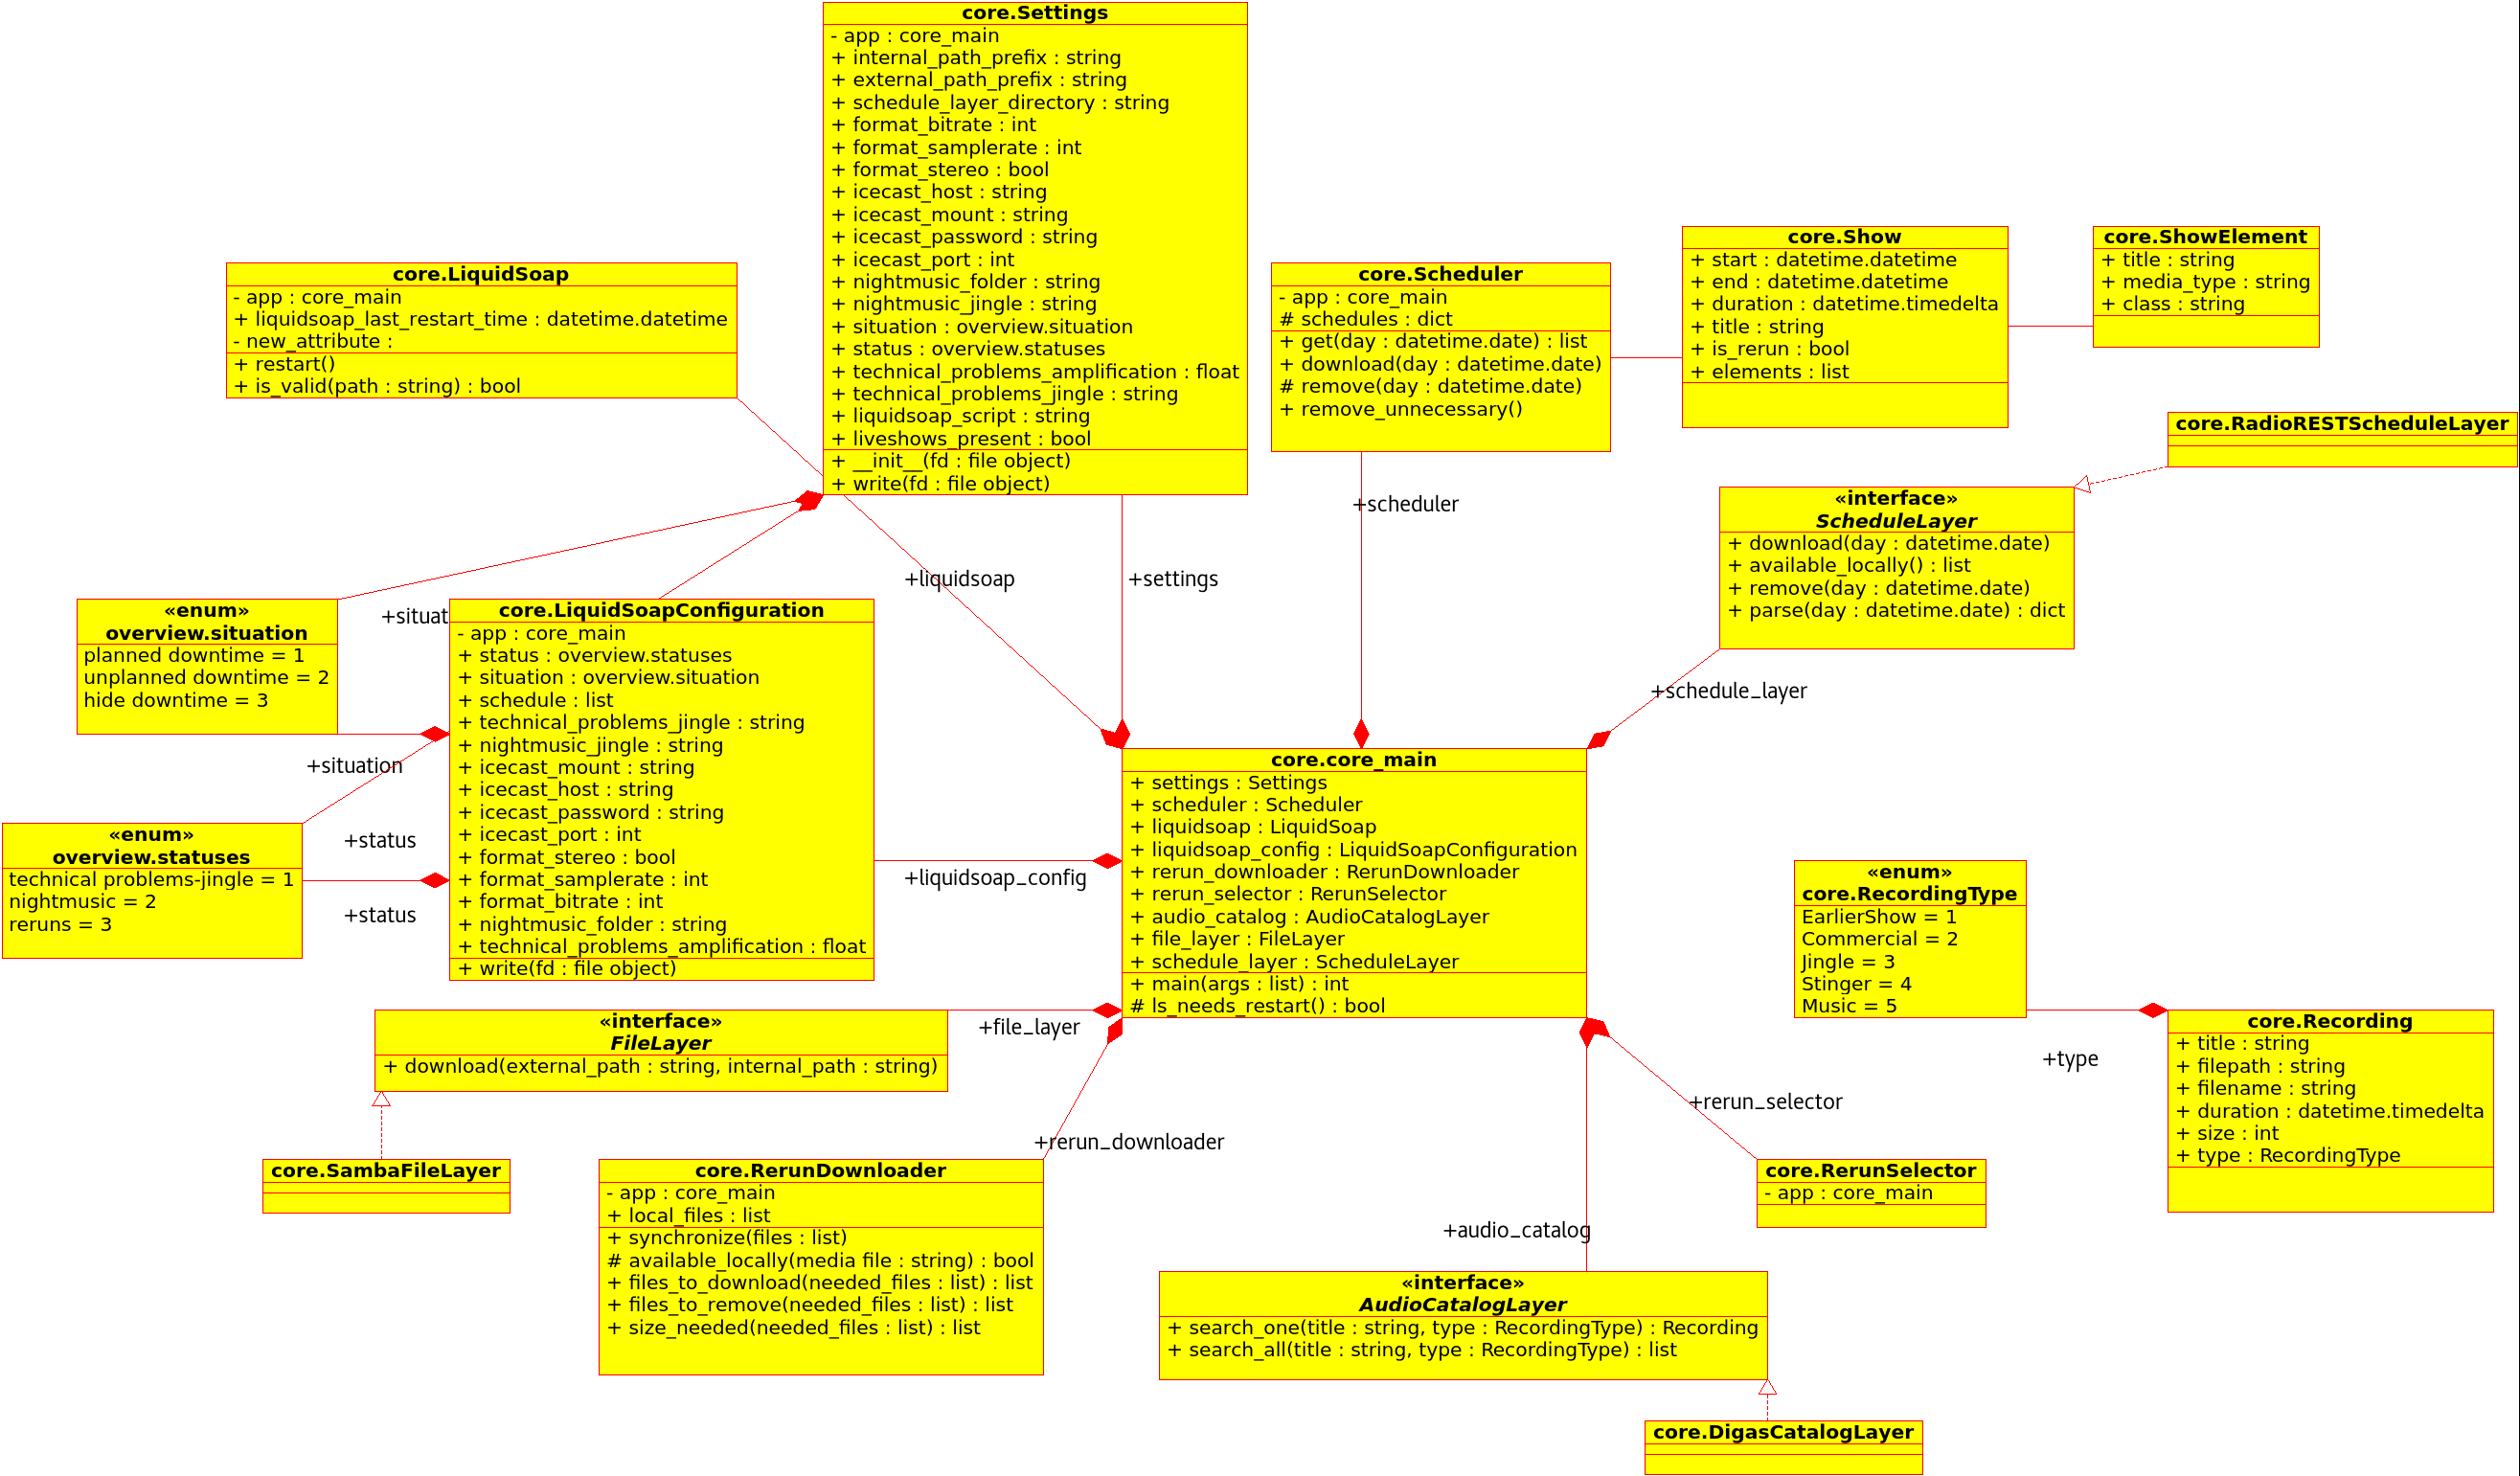 core.Settings
- app : core_main
+ internal_path_prefix : string
+ external_path_prefix : string
+ schedule_layer_directory : string
+ format_bitrate : int
+ format_samplerate : int
+ format_stereo : bool
+ icecast_host : string
+ icecast_mount : string
+ icecast_password : string
+ icecast_port : int
+ nightmusic_folder : string
+ nightmusic_jingle : string
+ situation : overview.situation
+ status : overview.statuses
+ technical_problems_amplification : float
+ technical_problems_jingle : string
+ liquidsoap_script : string
+ liveshows_present : bool
+ __init__(fd : file object)
+ write(fd : file object)
core.LiquidSoap
- app : core_main
+ liquidsoap_last_restart_time : datetime.datetime
- new_attribute :
+ restart()
+ is_valid(path : string) : bool
core.Scheduler
- app : core_main
# schedules : dict
+ get(day : datetime.date) : list
+ download(day : datetime.date)
# remove(day : datetime.date)
+ remove_unnecessary()
core.Show
+ start : datetime.datetime
+ end : datetime.datetime
+ duration : datetime.timedelta
+ title : string
+ is_rerun : bool
+ elements : list
core.ShowElement
+ title : string
+ media_type : string
+ class : string
core.RadioRESTScheduleLayer
«interface»
ScheduleLayer
+ download(day : datetime.date)
+ available_locally() : list
+ remove(day : datetime.date)
+ parse(day : datetime.date) : dict
+scheduler
+liquidsoap
+settings
+schedule_layer
«enum»
overview.situation
planned downtime = 1
unplanned downtime = 2
hide downtime = 3
+situat
+situation
core.LiquidSoapConfiguration
- app : core_main
+ status : overview.statuses
+ situation : overview.situation
+ schedule : list
+ technical_problems_jingle : string
+ nightmusic_jingle : string
+ icecast_mount : string
+ icecast_host : string
+ icecast_password : string
+ icecast_port : int
+ format_stereo : bool
+ format_samplerate : int
+ format_bitrate : int
+ nightmusic_folder : string
+ technical_problems_amplification : float
+ write(fd : file object)
«enum»
overview.statuses
technical problems-jingle = 1
nightmusic = 2
reruns = 3
+status
+status
+liquidsoap_config
core.core_main
+ settings : Settings
+ scheduler : Scheduler
+ liquidsoap : LiquidSoap
+ liquidsoap_config : LiquidSoapConfiguration
+ rerun_downloader : RerunDownloader
+ rerun_selector : RerunSelector
+ audio_catalog : AudioCatalogLayer
+ file_layer : FileLayer
+ schedule_layer : ScheduleLayer
+ main(args : list) : int
# ls_needs_restart() : bool
«enum»
core.RecordingType
EarlierShow = 1
Commercial = 2
Jingle = 3
Stinger = 4
Music = 5
+type
core.Recording
+ title : string
+ filepath : string
+ filename : string
+ duration : datetime.timedelta
+ size : int
+ type : RecordingType
«interface»
FileLayer
+ download(external_path : string, internal_path : string)
+file_layer
core.SambaFileLayer
+rerun_downloader
core.RerunDownloader
- app : core_main
+ local_files : list
+ synchronize(files : list)
# available_locally(media file : string) : bool
+ files_to_download(needed_files : list) : list
+ files_to_remove(needed_files : list) : list
+ size_needed(needed_files : list) : list
+rerun_selector
core.RerunSelector
- app : core_main
+audio_catalog
«interface»
AudioCatalogLayer
+ search_one(title : string, type : RecordingType) : Recording
+ search_all(title : string, type : RecordingType) : list
core.DigasCatalogLayer